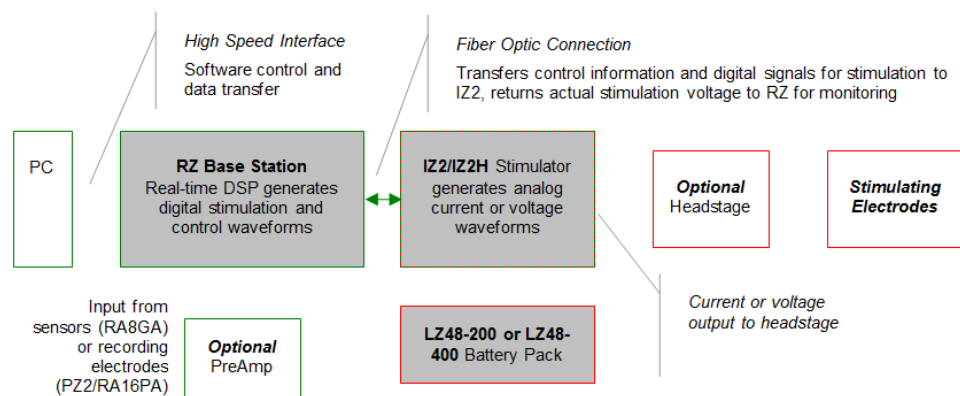 High Speed Interface
Software control and
data transfer
Fiber Optic Connection
Transfers control information and digital signals for stimulation to
IZ2, returns actual stimulation voltage to RZ for monitoring
PC
RZ Base Station
Real-time DSP generates
digital stimulation and
control waveforms
IZ2/IZ2H Stimulator
generates analog
current or voltage
waveforms
Optional
Headstage
Stimulating
Electrodes
Input from
sensors (RA8GA)
or recording
electrodes
(PZ2/RA16PA)
Optional
PreAmp
LZ48-200 or LZ48-
400 Battery Pack
Current or voltage
output to headstage